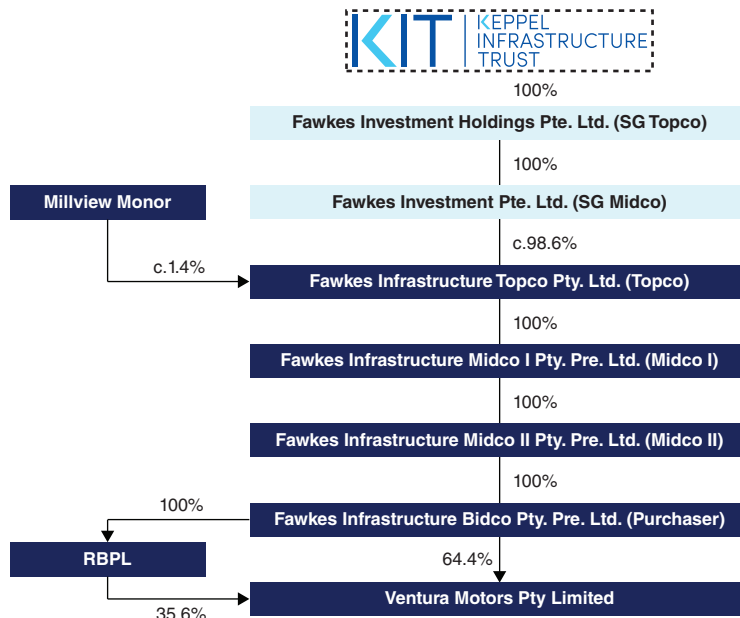 KIT KEPPEL
INFRASTRUCTURE
TRUST
100%
Fawkes Investment Holdings Pte. Ltd. (SG Topco)
100%
Millview Monor
Fawkes Investment Pte. Ltd. (SG Midco)
c.98.6%
c.1.4%
Fawkes Infrastructure Topco Pty. Ltd. (Topco)
100%
Fawkes Infrastructure Midco I Pty. Pre. Ltd. (Midco I)
100%
Fawkes Infrastructure Midco II Pty. Pre. Ltd. (Midco II)
100%
100%
Fawkes Infrastructure Bidco Pty. Pre. Ltd. (Purchaser)
RBPL
64.4%
Ventura Motors Pty Limited
35.6%